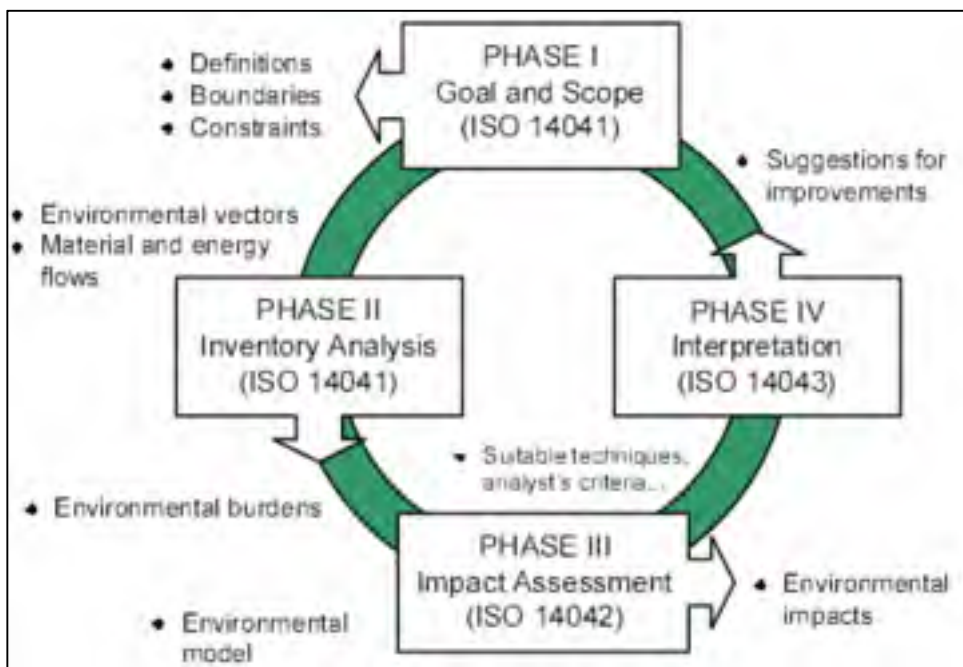 PHASE I
Goal and Scope
(ISO 14041)
• Definitions
• Boundaries
• Constraints
• Suggestions for
improvements
• Environmental vectors
• Material and energy
flows
PHASE II
Inventory Analysis
(ISO 14041)
PHASE IV
Interpretation
(ISO 14043)
• Suitable techniques,
analyst's criteria...
• Environmental burdens
PHASE III
Impact Assessment
(ISO 14042)
• Environmental
impacts
• Environmental
model